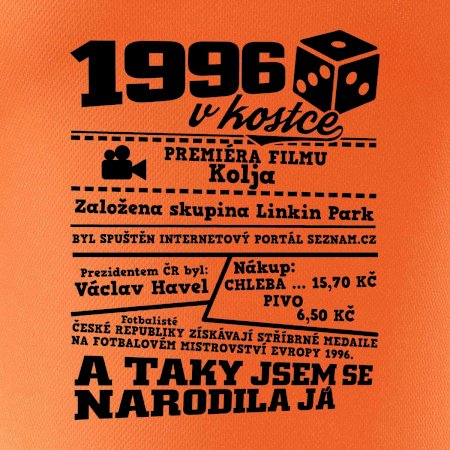 1996
v kostce
PREMIÉRA FILMU
Kolja
Založena skupina Linkin Park
BYL SPUŠTĚN INTERNETOVÝ PORTÁL SEZNAM.CZ
Prezidentem ČR byl:
Václav Havel
Nákup:
CHLEBA ... 15,70 KČ
PIVO
6,50 KČ
Fotbalisté
ČESKÉ REPUBLIKY ZÍSKÁVAJÍ STŘÍBRNÉ MEDAILE
NA FOTBALOVÉM MISTROVSTVÍ EVROPY 1996.
A TAKY JSEM SE
NARODILA JÁ